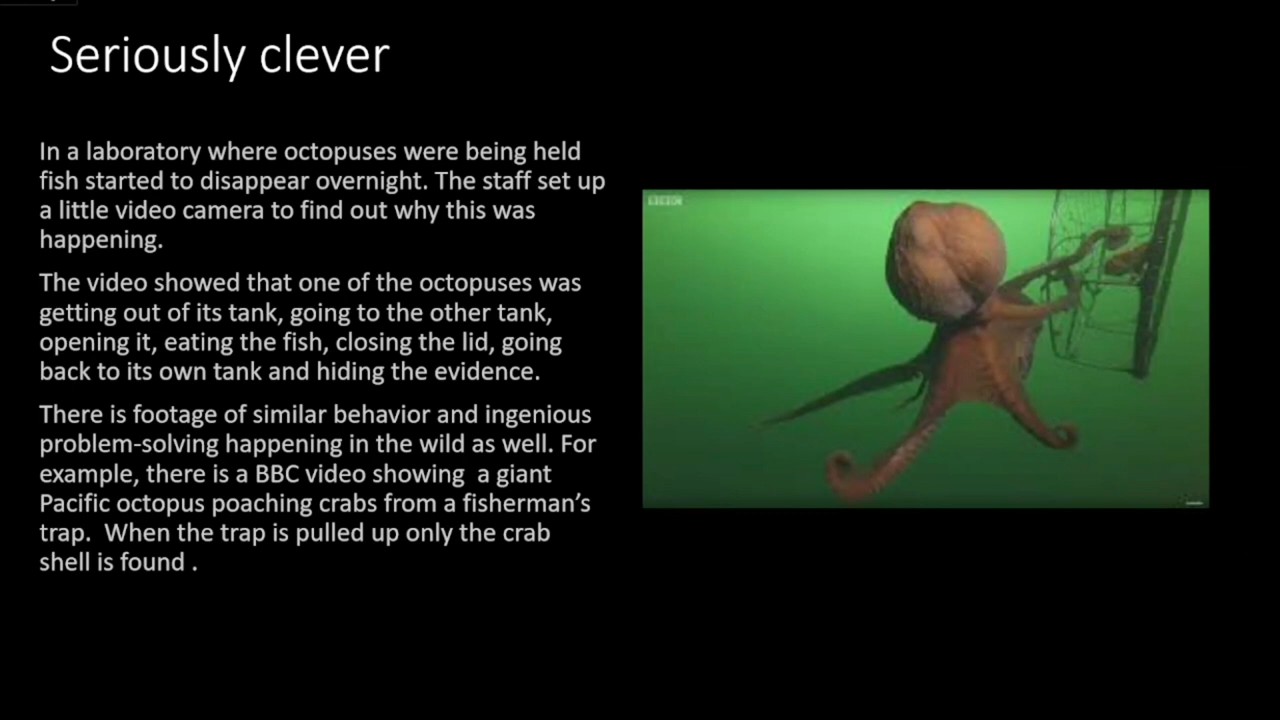 Seriously clever
In a laboratory where octopuses were being held
fish started to disappear overnight. The staff set up
a little video camera to find out why this was
happening.
The video showed that one of the octopuses was
getting out of its tank, going to the other tank,
opening it, eating the fish, closing the lid, going
back to its own tank and hiding the evidence.
There is footage of similar behavior and ingenious
problem-solving happening in the wild as well. For
example, there is a BBC video showing  a giant
Pacific octopus poaching crabs from a fisherman’s
trap.  When the trap is pulled up only the crab
shell is found .
BBC